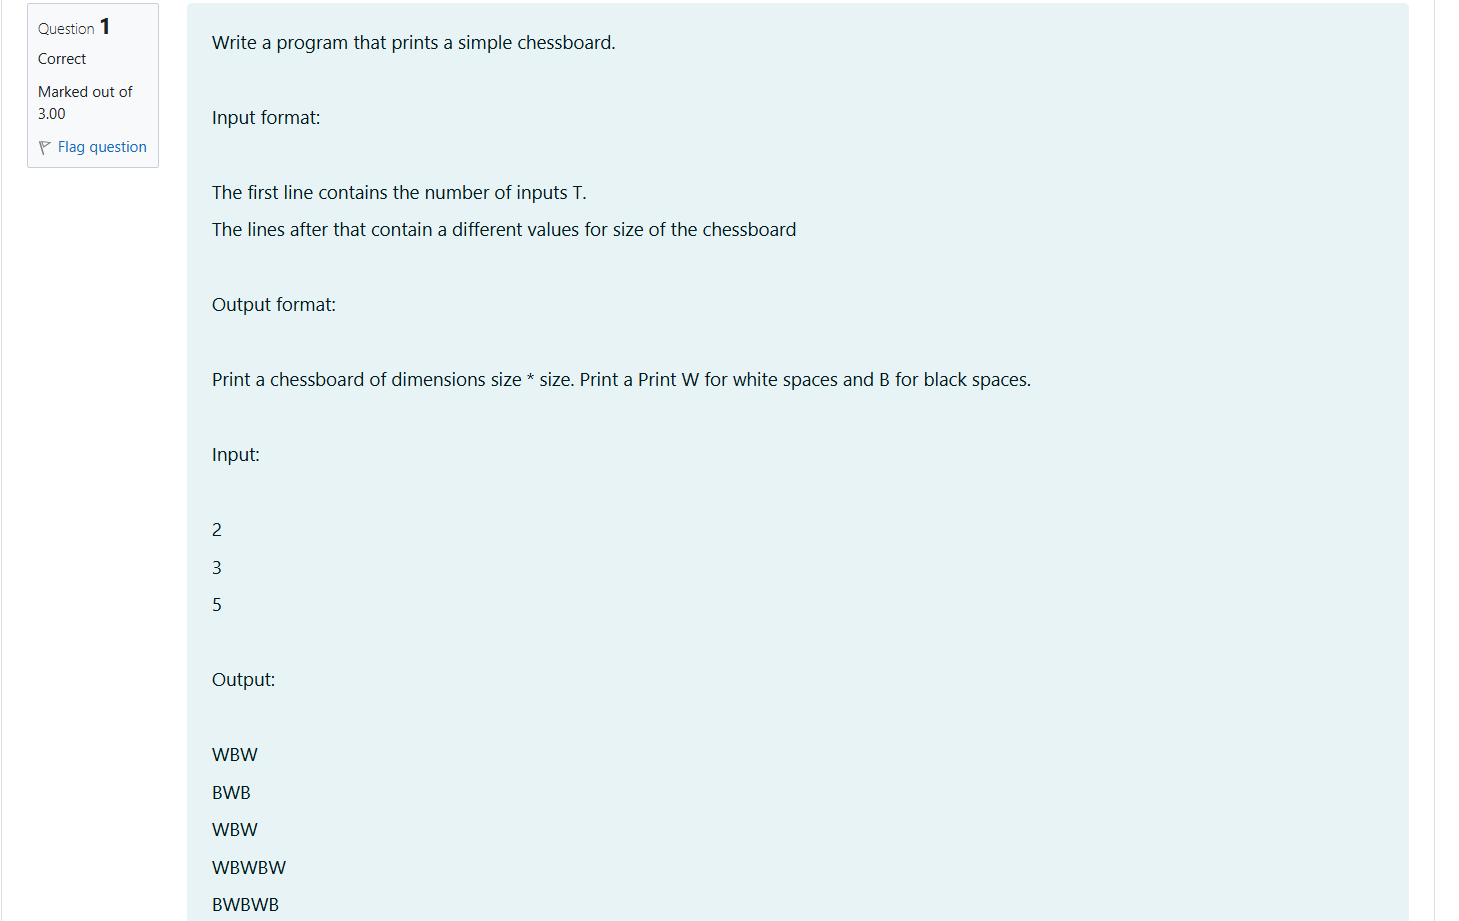 Question 1
Correct
Marked out of
3.00
Flag question
Write a program that prints a simple chessboard.
Input format:
The first line contains the number of inputs T.
The lines after that contain a different values for size of the chessboard
Output format:
Print a chessboard of dimensions size * size. Print a Print W for white spaces and B for black spaces.
Input:
2
3
5
Output:
WBW
BWB
WBW
WBWBW
BWBWB